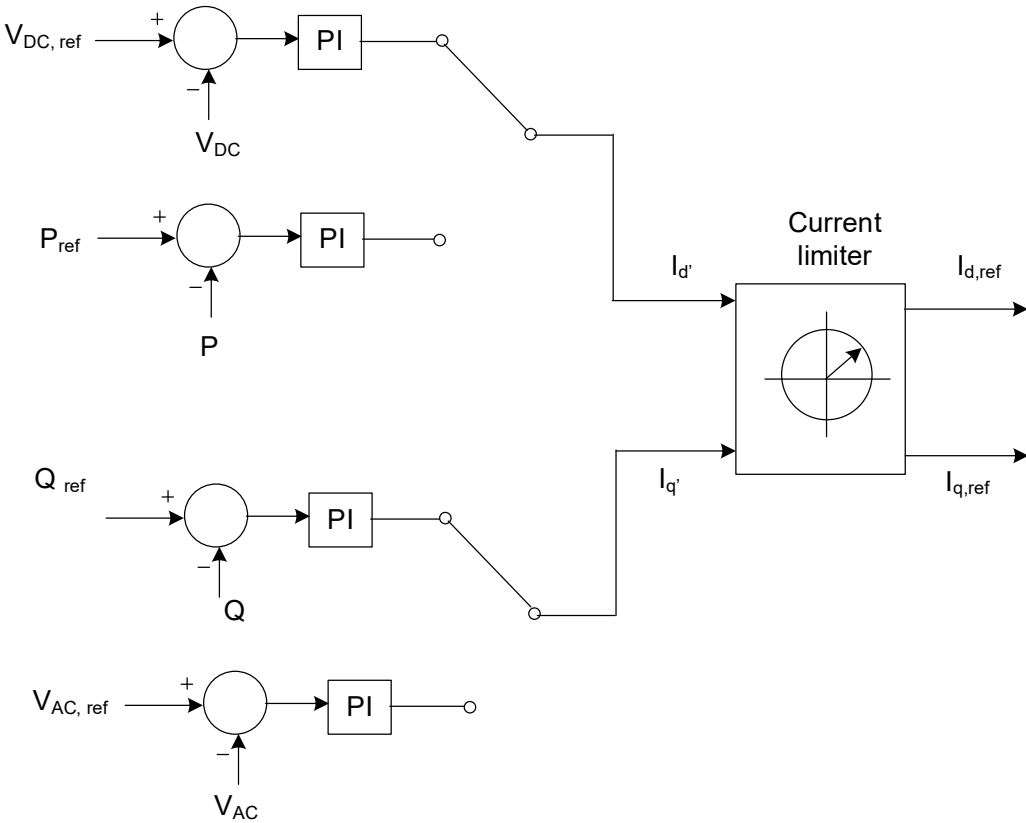 V_DC, ref
+
PI
−
V_DC
P_ref
+
PI
−
P
Current
limiter
I_d'
I_d,ref
Q_ref
+
PI
−
Q
I_q'
I_q,ref
V_AC, ref
+
PI
−
V_AC